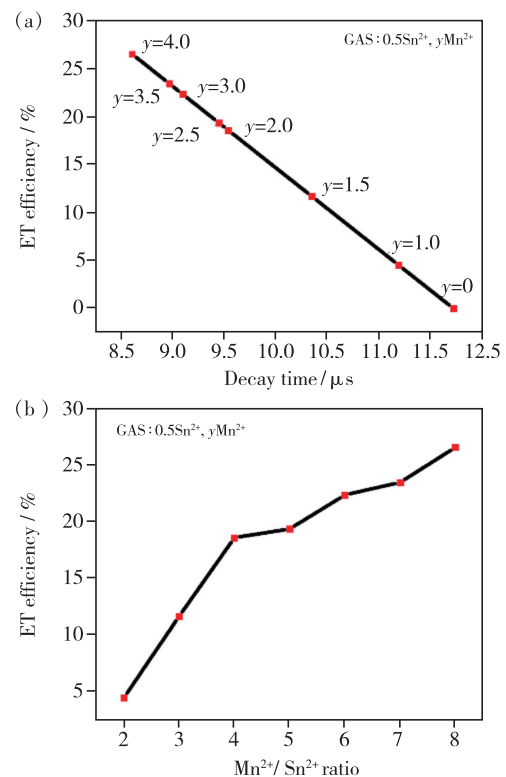 (a)
30
25
20
15
10
5
0
ET efficiency / %
GAS:0.5Sn²⁺, yMn²⁺
y=4.0
y=3.5
y=3.0
y=2.5
y=2.0
y=1.5
y=1.0
y=0
8.5 9.0 9.5 10.0 10.5 11.0 11.5 12.5
Decay time / μs
(b)
30
25
20
15
10
5
ET efficiency / %
GAS:0.5Sn²⁺, yMn²⁺
2 3 4 5 6 7 8
Mn²⁺/ Sn²⁺ ratio